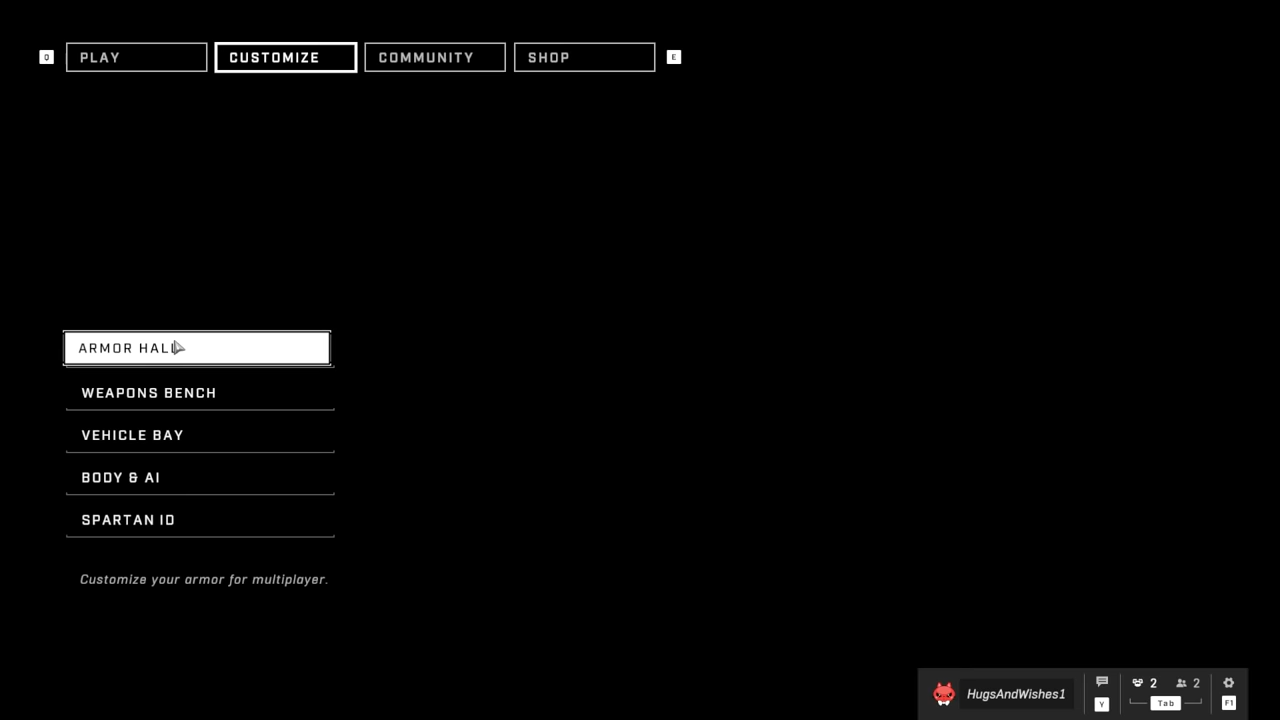 Q PLAY CUSTOMIZE COMMUNITY SHOP E
ARMOR HALL
WEAPONS BENCH
VEHICLE BAY
BODY & AI
SPARTAN ID
Customize your armor for multiplayer.
HugsAndWishes1 2 2
Y Tab F1